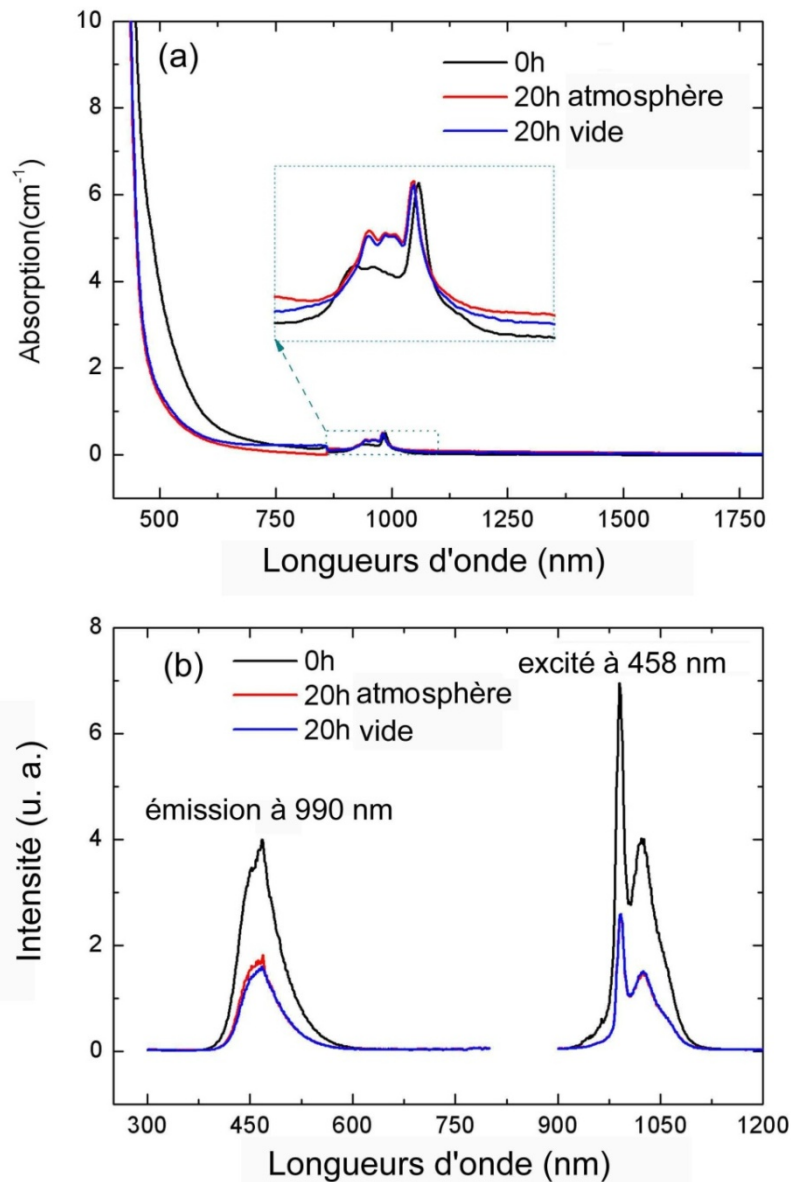 (a)
0h
20h atmosphère
20h vide
Absorption(cm⁻¹)
10
8
6
4
2
0
500 750 1000 1250 1500 1750
Longueurs d'onde (nm)
(b)
0h
20h atmosphère
20h vide
excité à 458 nm
émission à 990 nm
Intensité (u. a.)
8
6
4
2
0
300 450 600 750 900 1050 1200
Longueurs d'onde (nm)